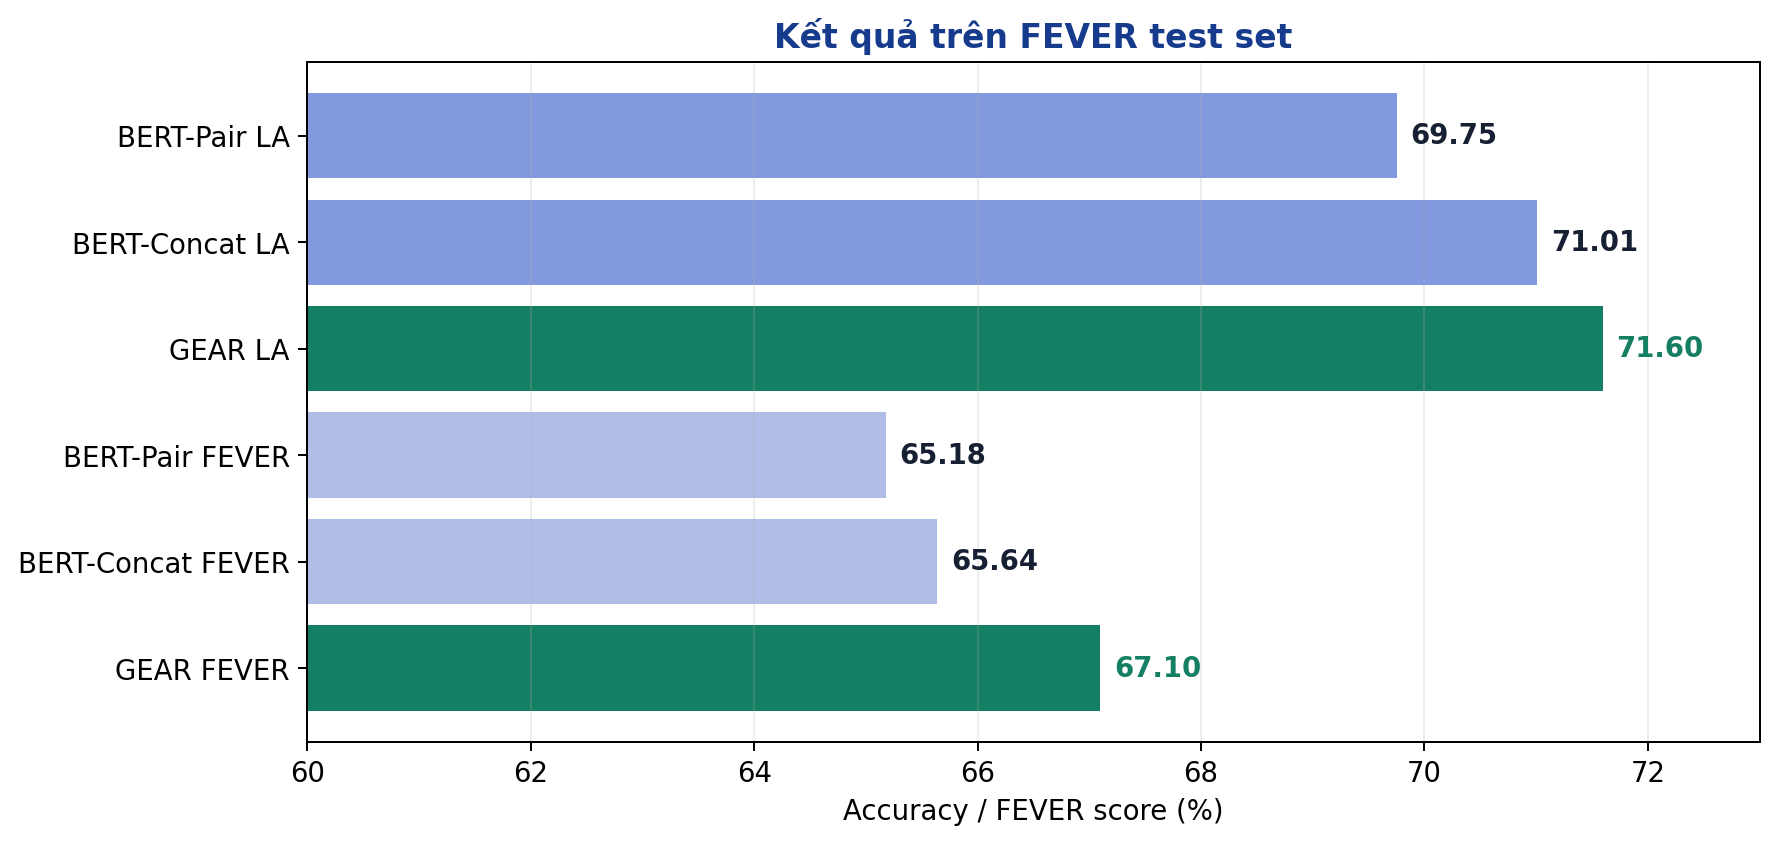 Kết quả trên FEVER test set
BERT-Pair LA
69.75
BERT-Concat LA
71.01
GEAR LA
71.60
BERT-Pair FEVER
65.18
BERT-Concat FEVER
65.64
GEAR FEVER
67.10
60 62 64 66 68 70 72
Accuracy / FEVER score (%)